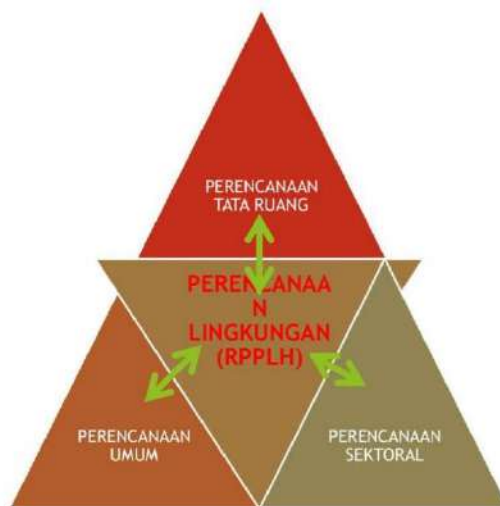 PERENCANAAN
TATA RUANG
PERENCANAA
N
LINGKUNGAN
(RPPLH)
PERENCANAAN
UMUM
PERENCANAAN
SEKTORAL